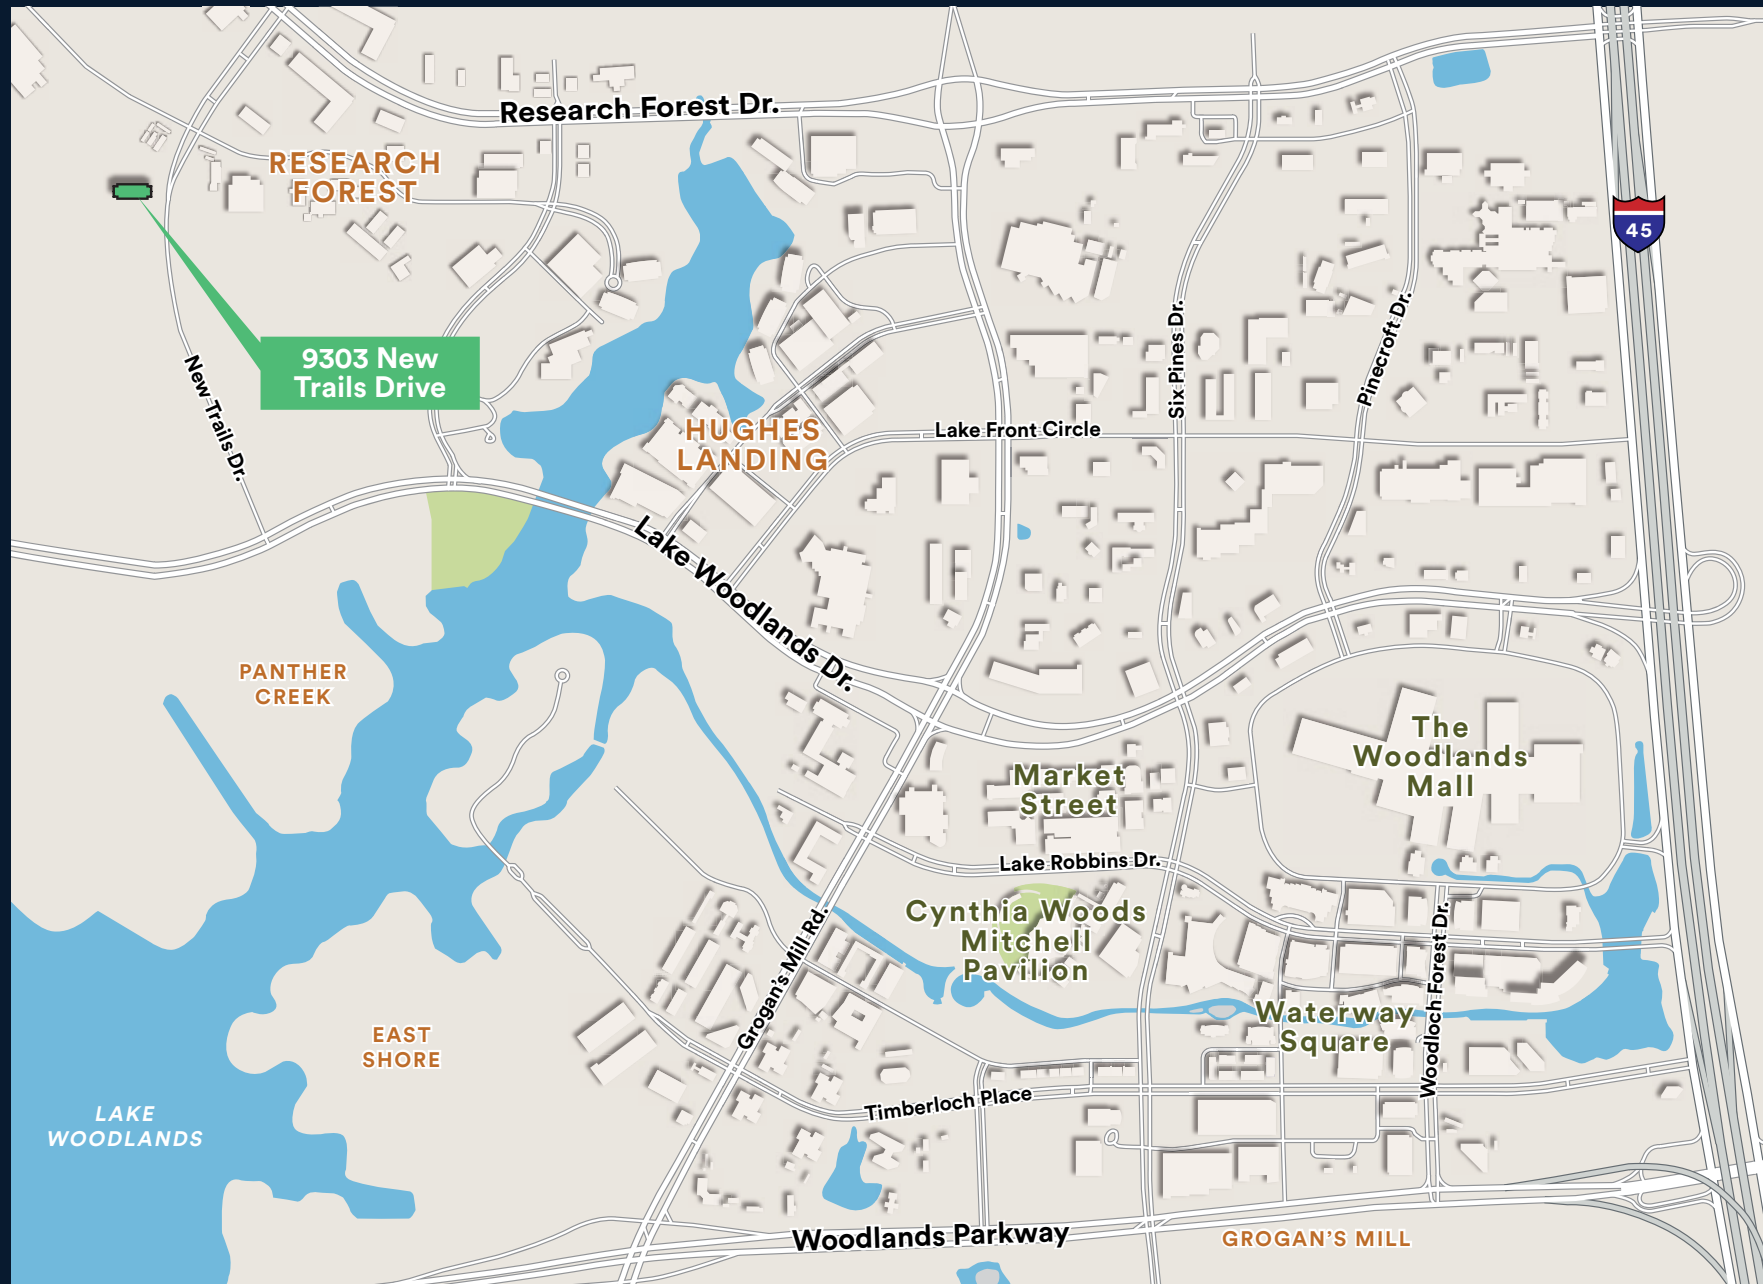 Research Forest Dr.
RESEARCH
FOREST
45
9303 New
Trails Drive
New Trails Dr.
Six Pines Dr.
Pinecroft Dr.
HUGHES
LANDING
Lake Front Circle
Lake Woodlands Dr.
PANTHER
CREEK
The
Woodlands
Mall
Market
Street
Lake Robbins Dr.
Cynthia Woods
Mitchell
Pavilion
Grogan's Mill Rd.
Woodloch Forest Dr.
Waterway
Square
EAST
SHORE
LAKE
WOODLANDS
Timberloch Place
Woodlands Parkway
GROGAN'S MILL